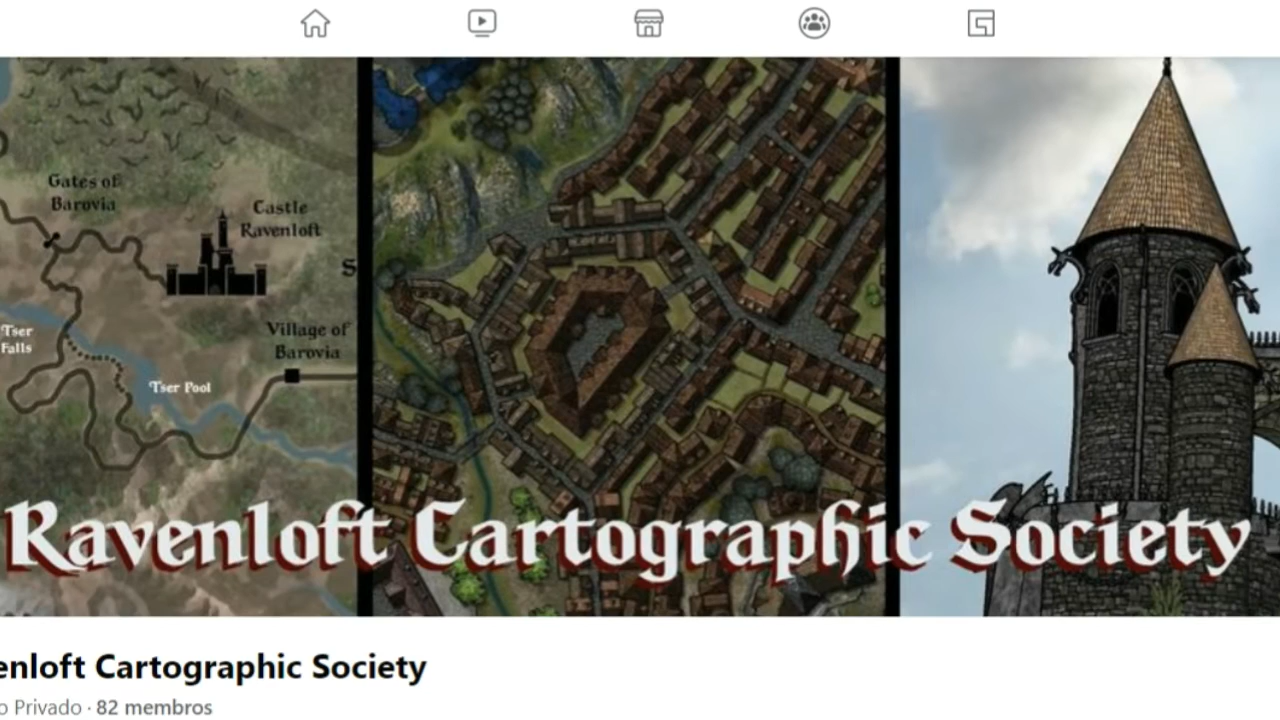 Gates of
Barovia
Castle
Ravenloft
S
Tser
Falls
Village of
Barovia
Tser Pool
Ravenloft Cartographic Society
enloft Cartographic Society
o Privado · 82 membros